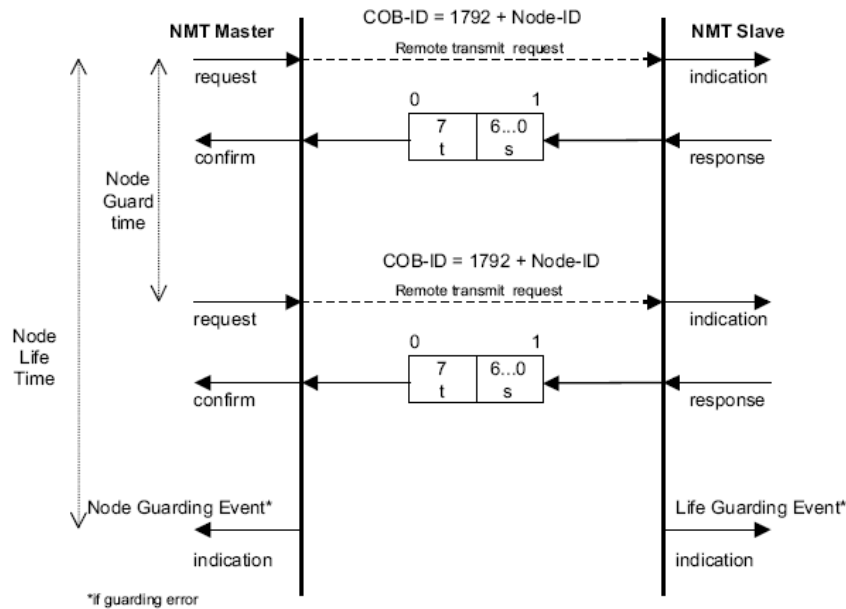 COB-ID = 1792 + Node-ID
NMT Master
NMT Slave
Remote transmit request
request
indication
0 1
7 6...0
t s
confirm
response
Node
Guard
time
COB-ID = 1792 + Node-ID
Remote transmit request
request
indication
Node
Life
Time
0 1
7 6...0
t s
confirm
response
Node Guarding Event*
Life Guarding Event*
indication
indication
*if guarding error